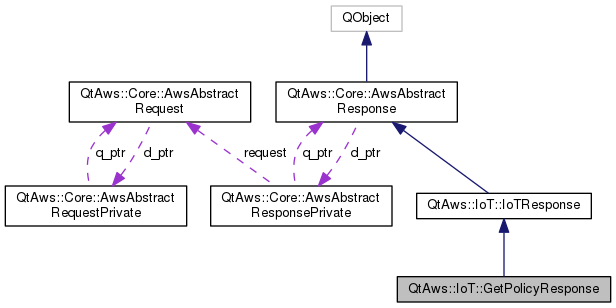 QObject
QtAws::Core::AwsAbstract
Request
QtAws::Core::AwsAbstract
Response
q_ptr
d_ptr
request
q_ptr
d_ptr
QtAws::Core::AwsAbstract
RequestPrivate
QtAws::Core::AwsAbstract
ResponsePrivate
QtAws::IoT::IoTResponse
QtAws::IoT::GetPolicyResponse